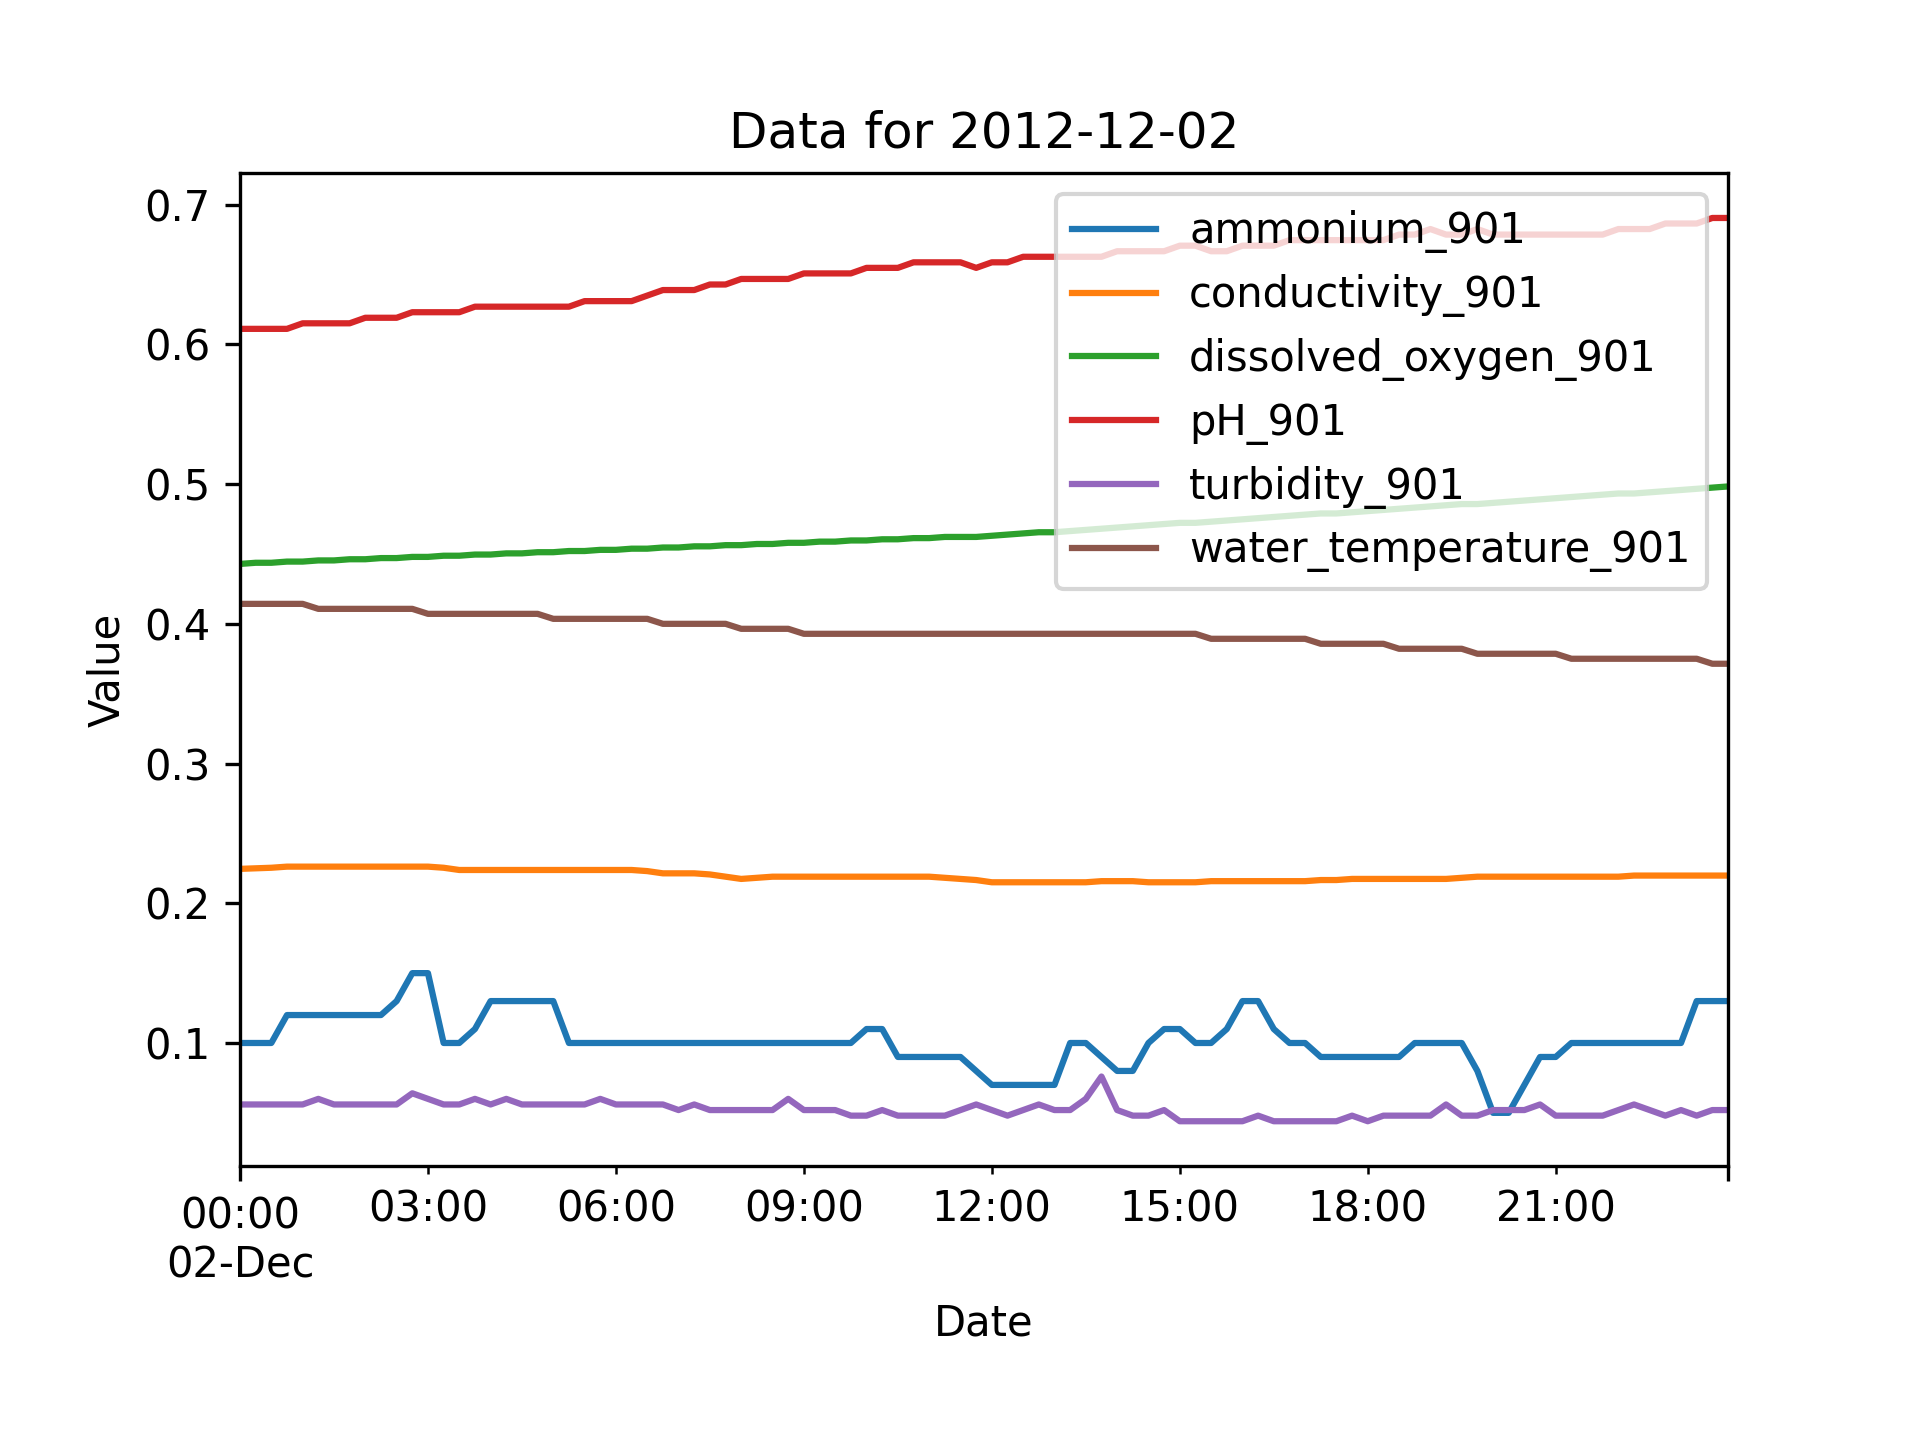 Data for 2012-12-02
0.7
0.6
0.5
0.4
0.3
0.2
0.1
Value
ammonium_901
conductivity_901
dissolved_oxygen_901
pH_901
turbidity_901
water_temperature_901
00:00 03:00 06:00 09:00 12:00 15:00 18:00 21:00
02-Dec
Date